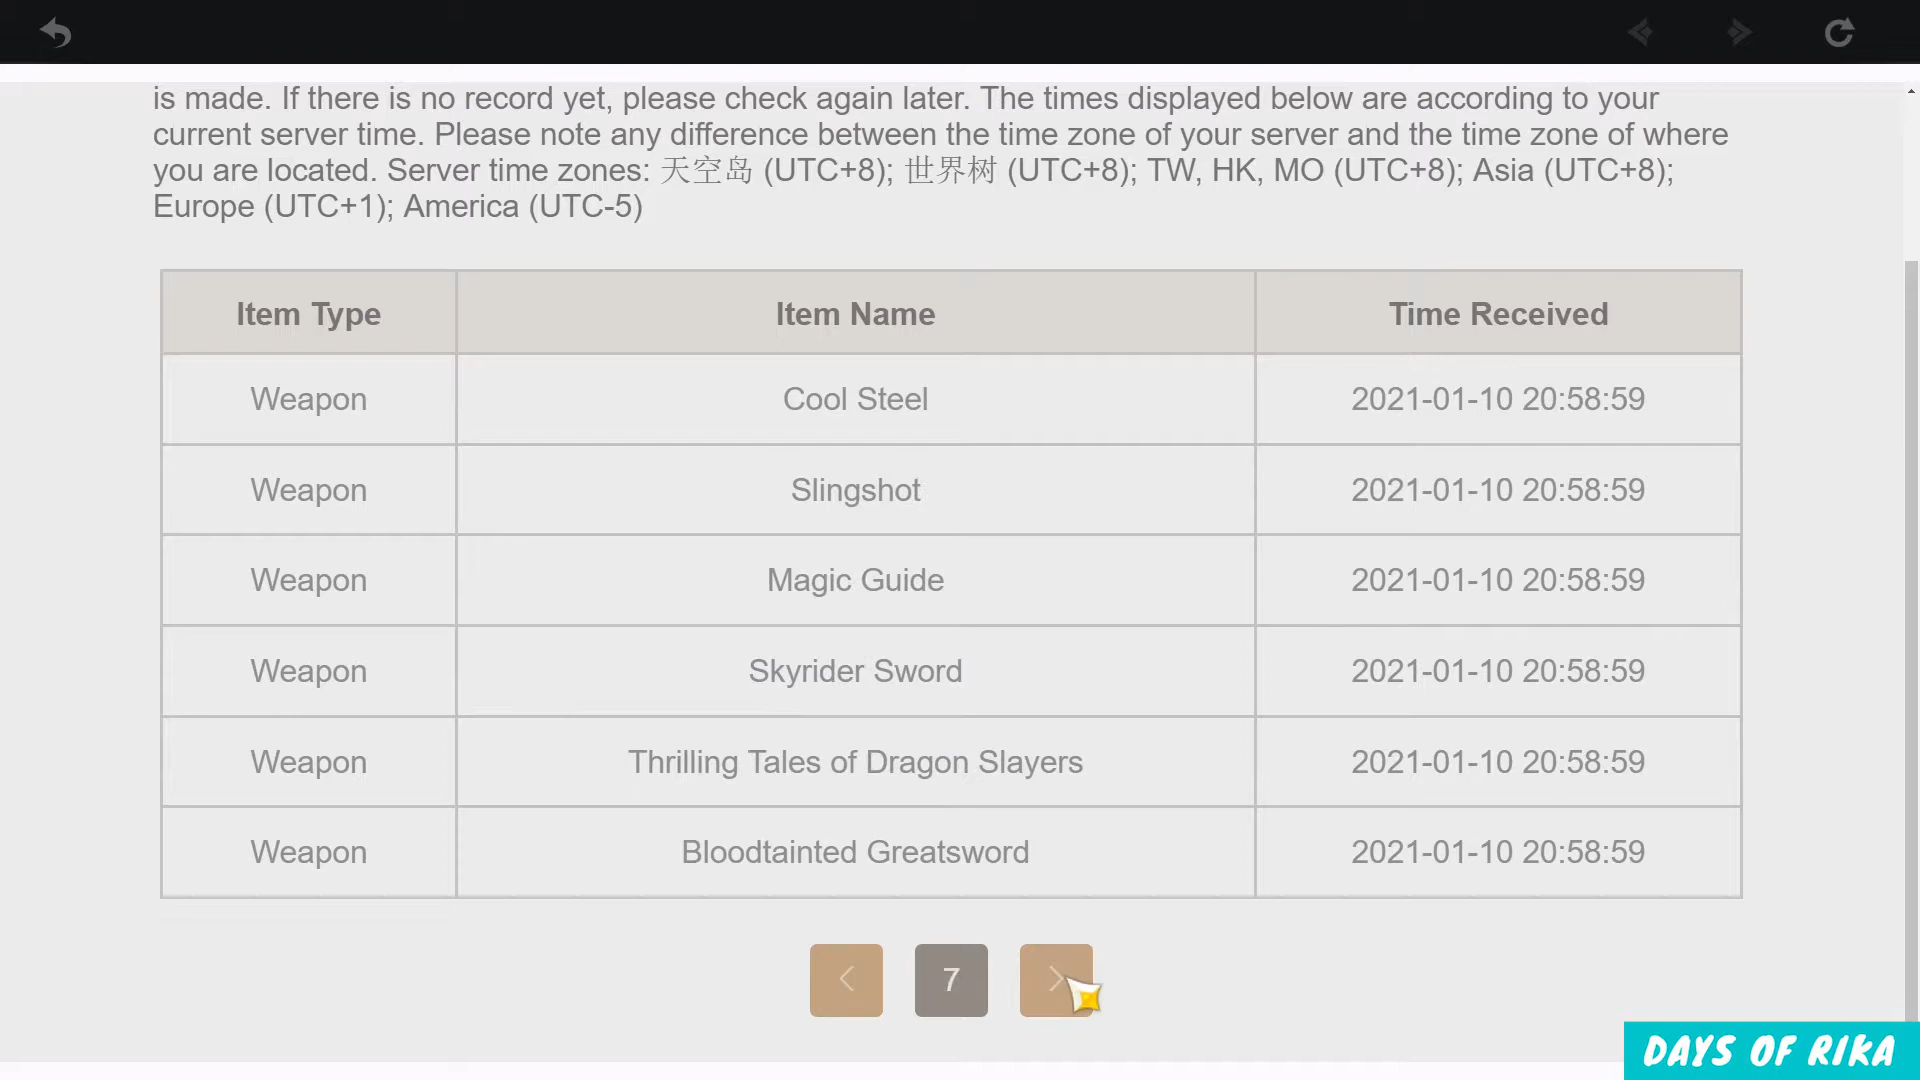 is made. If there is no record yet, please check again later. The times displayed below are according to your
current server time. Please note any difference between the time zone of your server and the time zone of where
you are located. Server time zones: 天空岛 (UTC+8); 世界树 (UTC+8); TW, HK, MO (UTC+8); Asia (UTC+8);
Europe (UTC+1); America (UTC-5)
Item Type Item Name Time Received
Weapon Cool Steel 2021-01-10 20:58:59
Weapon Slingshot 2021-01-10 20:58:59
Weapon Magic Guide 2021-01-10 20:58:59
Weapon Skyrider Sword 2021-01-10 20:58:59
Weapon Thrilling Tales of Dragon Slayers 2021-01-10 20:58:59
Weapon Bloodtainted Greatsword 2021-01-10 20:58:59
7
DAYS OF RIKA